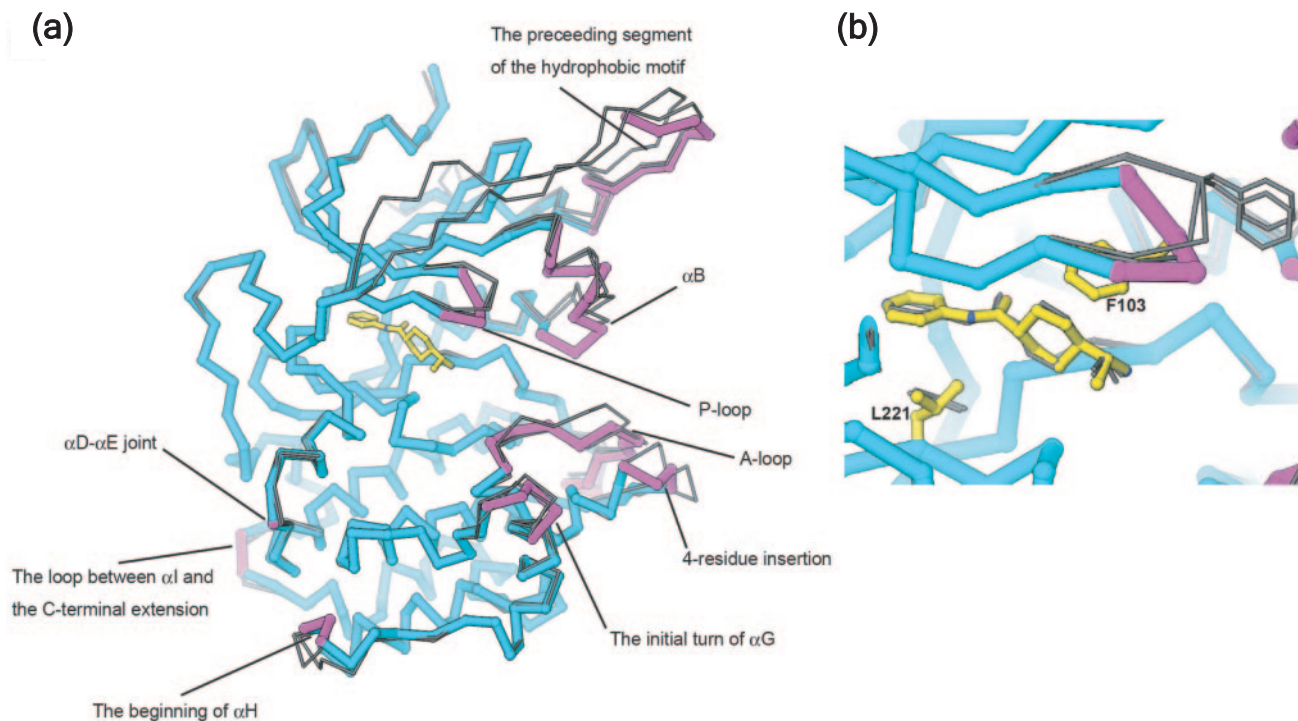 (a)
(b)
The preceeding segment
of the hydrophobic motif
αB
P-loop
αD-αE joint
A-loop
The loop between αI and
the C-terminal extension
4-residue insertion
The initial turn of αG
The beginning of αH
F103
L221